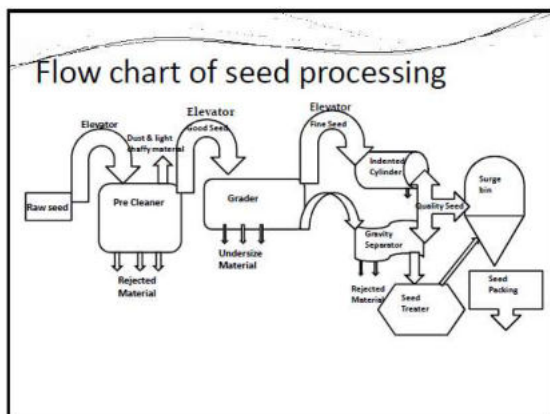 Flow chart of seed processing
Elevator
Dust & light
chaffy material
Elevator
Good Seed
Elevator
Fine Seed
Raw seed
Pre Cleaner
Grader
Indented
Cylinder
Quality Seed
Surge
bin
Gravity
Separator
Undersize
Material
Rejected
Material
Rejected
Material
Seed
Treater
Seed
Packing